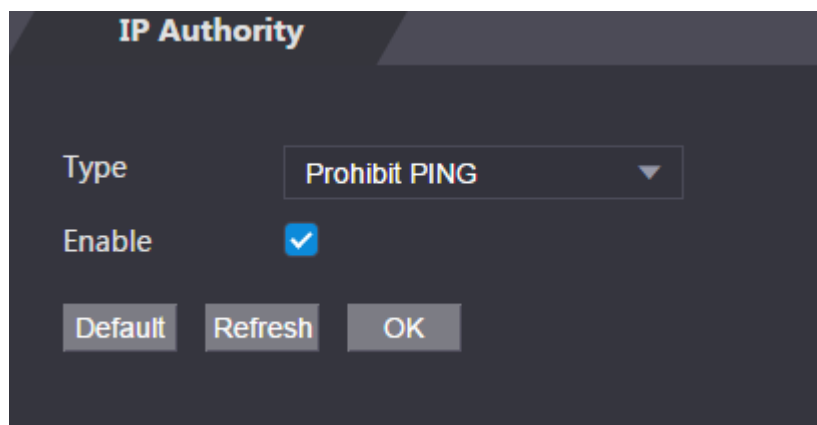 IP Authority
Type Prohibit PING
Enable
Default Refresh OK